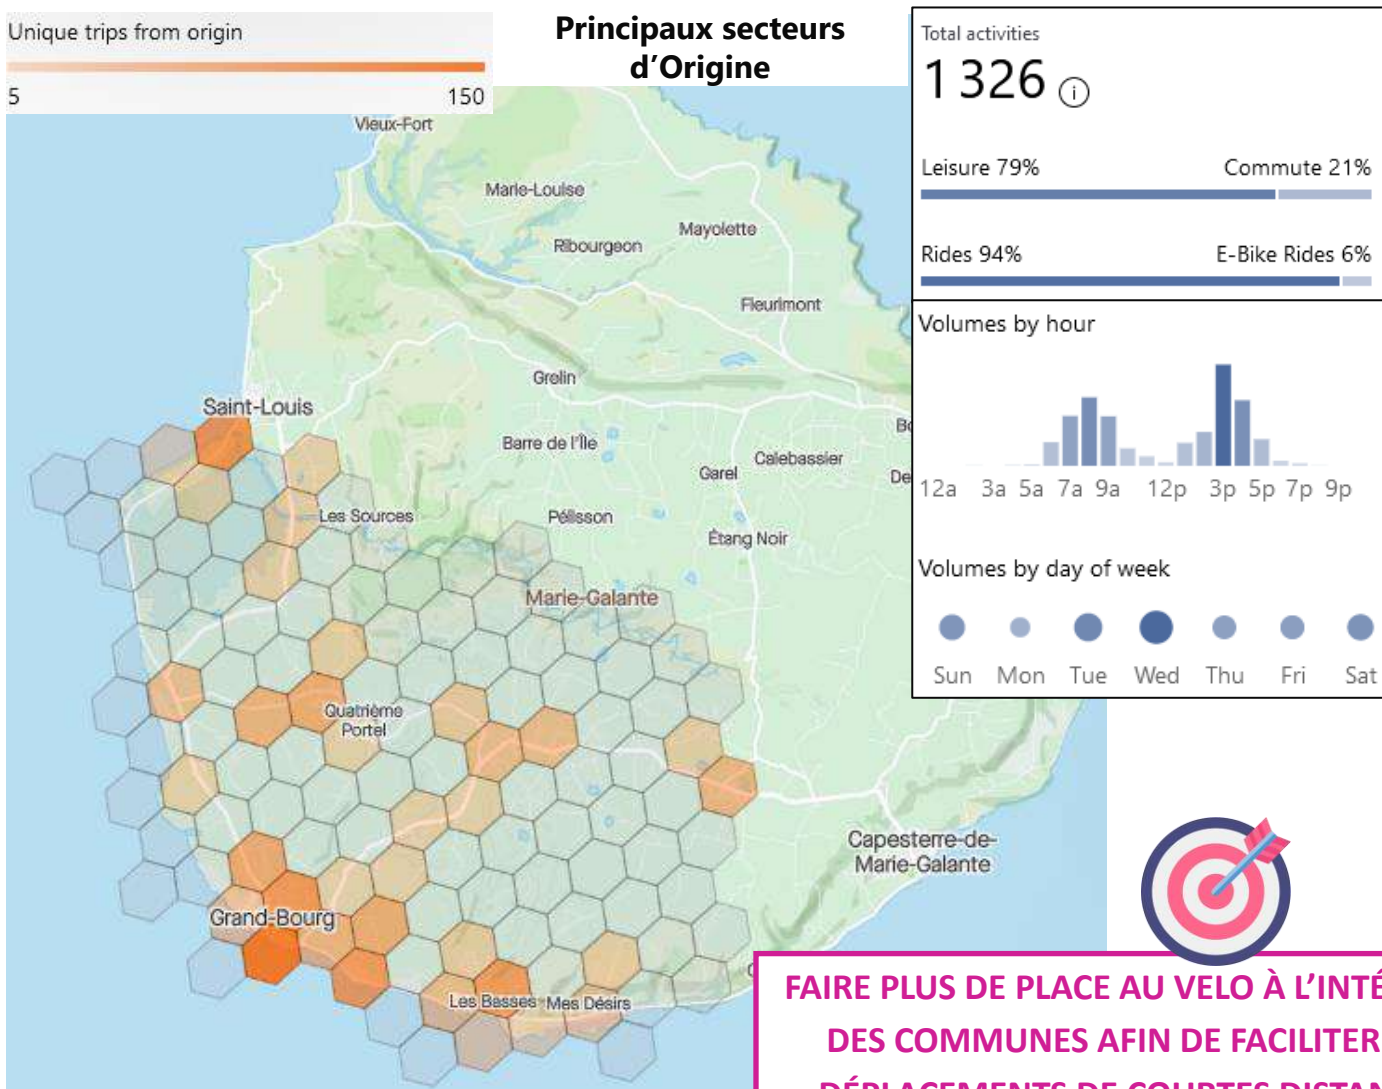 Unique trips from origin
5 150
Principaux secteurs
d'Origine
Total activities
1 326
Leisure 79% Commute 21%
Rides 94% E-Bike Rides 6%
Volumes by hour
12a 3a 5a 7a 9a 12p 3p 5p 7p 9p
Volumes by day of week
Sun Mon Tue Wed Thu Fri Sat
Vieux-Fort
Marie-Louise
Mayolette
Ribourgeon
Fleurimont
Grelin
Saint-Louis
Barre de l'Île
Calebassier
Garel
Les Sources
Pélisson
Étang Noir
Marie-Galante
Quatrième
Portel
Capesterre-de-
Marie-Galante
Grand-Bourg
Les Basses Mes Désirs
FAIRE PLUS DE PLACE AU VELO À L'INTÉ
DES COMMUNES AFIN DE FACILITER
DÉPLACEMENTS DE COURTES DISTAN